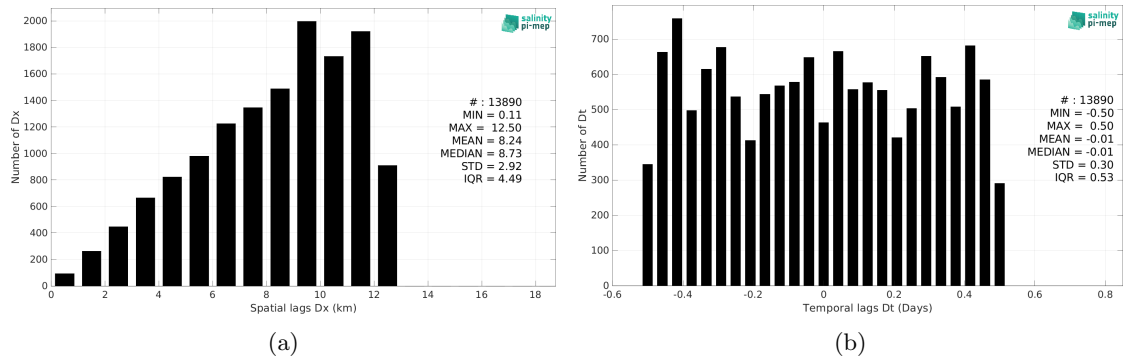 salinity
pi-mep
2000
1800
1600
1400
1200
1000
800
600
400
200
0
Number of Dx
# : 13890
MIN = 0.11
MAX = 12.50
MEAN = 8.24
MEDIAN = 8.73
STD = 2.92
IQR = 4.49
0 2 4 6 8 10 12 14 16 18
Spatial lags Dx (km)
(a)
salinity
pi-mep
700
600
500
400
300
200
100
0
Number of Dt
# : 13890
MIN = -0.50
MAX = 0.50
MEAN = -0.01
MEDIAN = -0.01
STD = 0.30
IQR = 0.53
-0.6 -0.4 -0.2 0 0.2 0.4 0.6 0.8
Temporal lags Dt (Days)
(b)